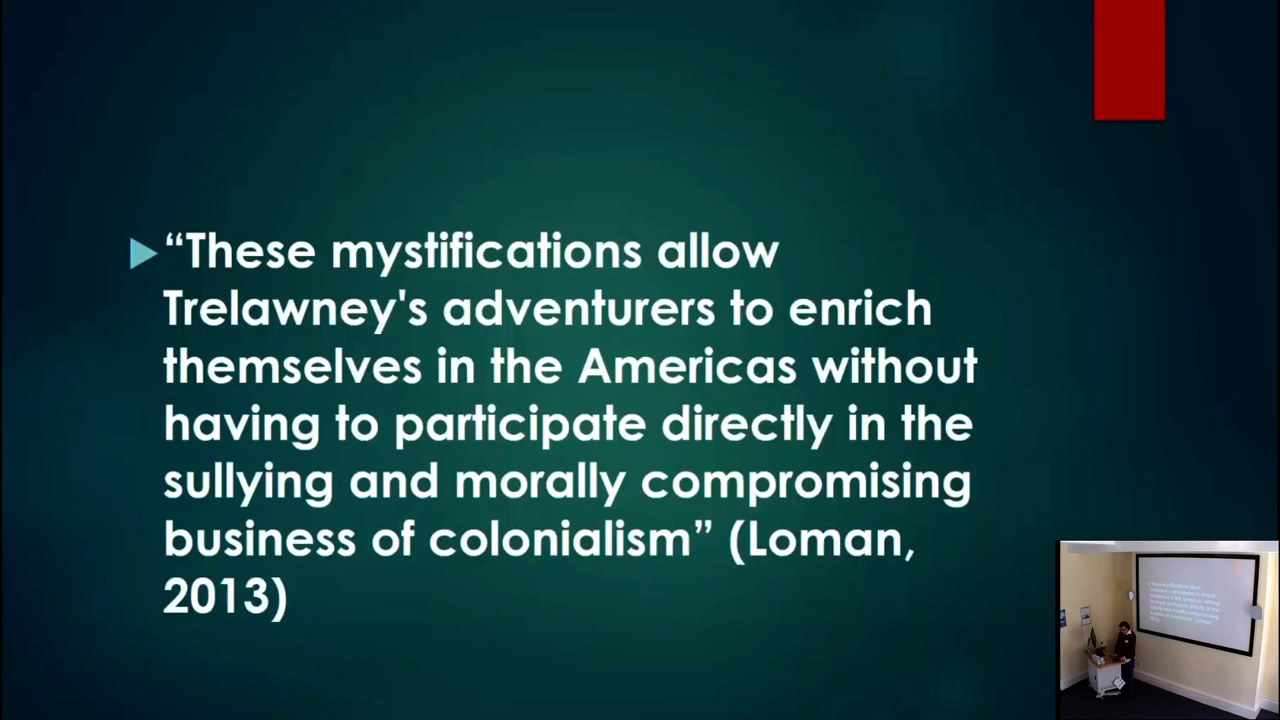 “These mystifications allow
Trelawney's adventurers to enrich
themselves in the Americas without
having to participate directly in the
sullying and morally compromising
business of colonialism” (Loman,
2013)